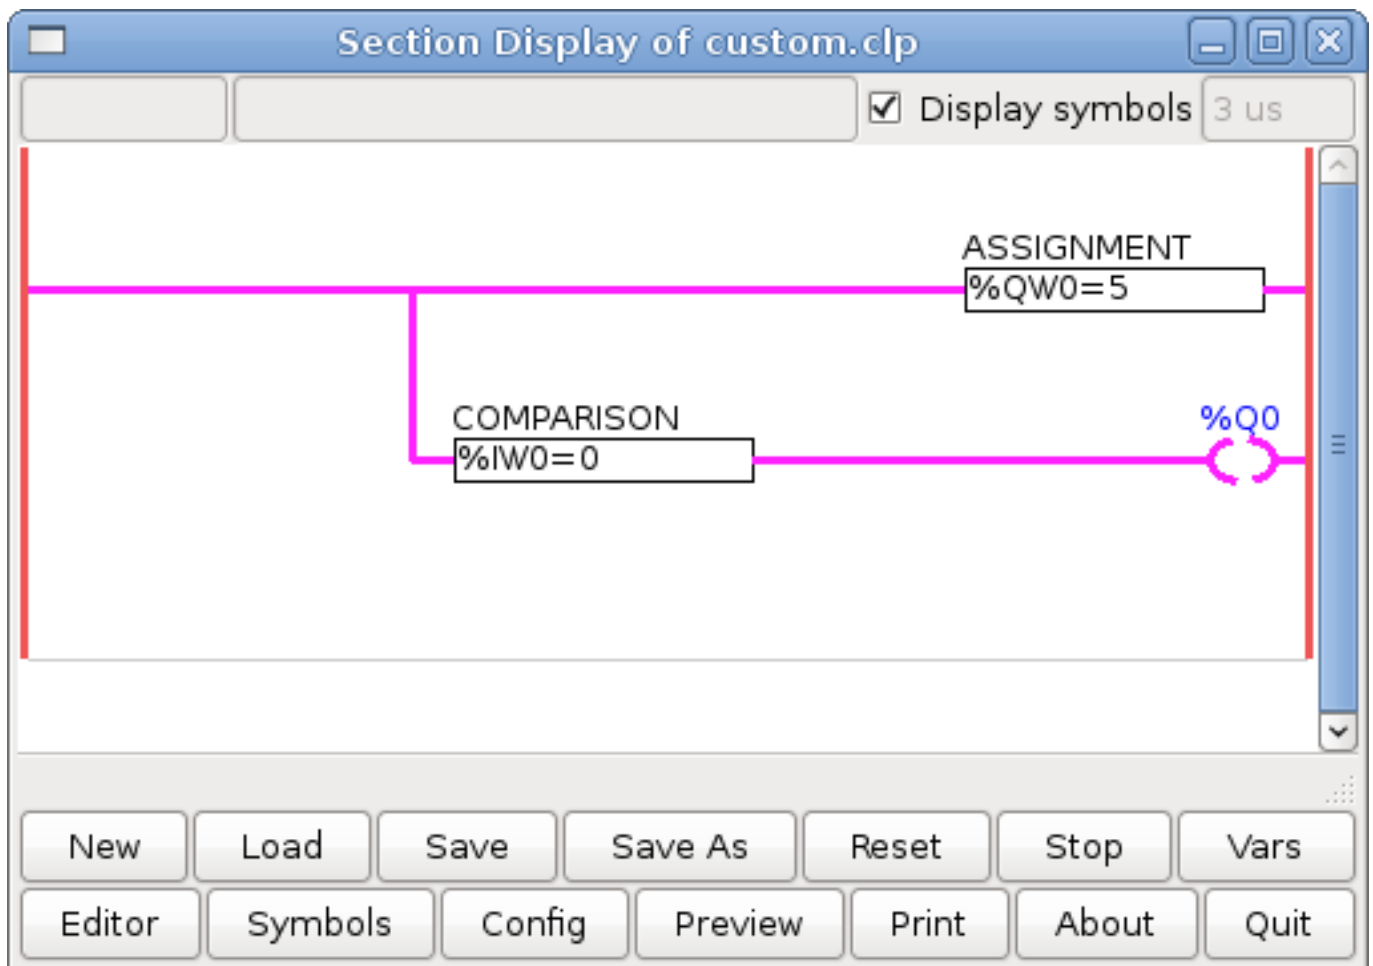 Section Display of custom.clp
Display symbols 3 us
ASSIGNMENT
%QW0=5
COMPARISON %Q0
%IW0=0
New Load Save Save As Reset Stop Vars
Editor Symbols Config Preview Print About Quit